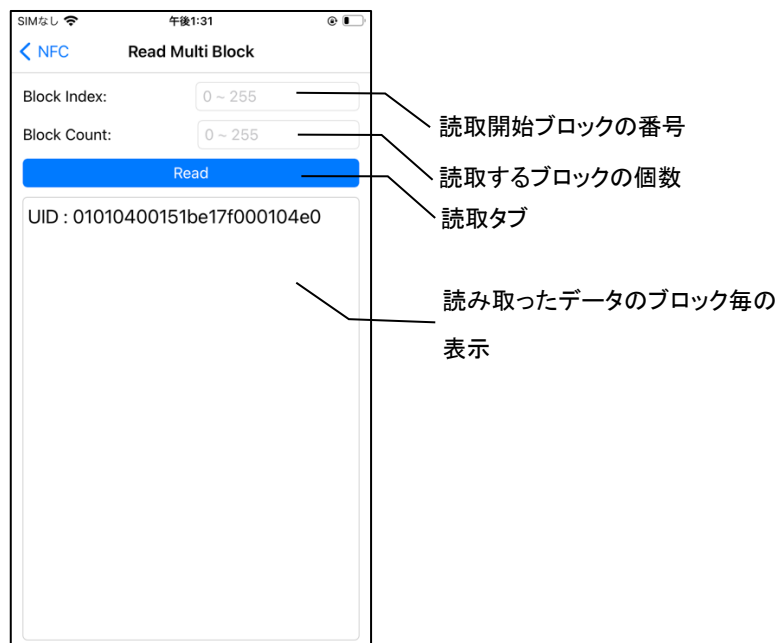 SIMなし 午後1:31
NFC Read Multi Block
Block Index: 0 ~ 255
読取開始ブロックの番号
Block Count: 0 ~ 255
読取するブロックの個数
Read
読取タブ
UID : 01010400151be17f000104e0
読み取ったデータのブロック毎の
表示